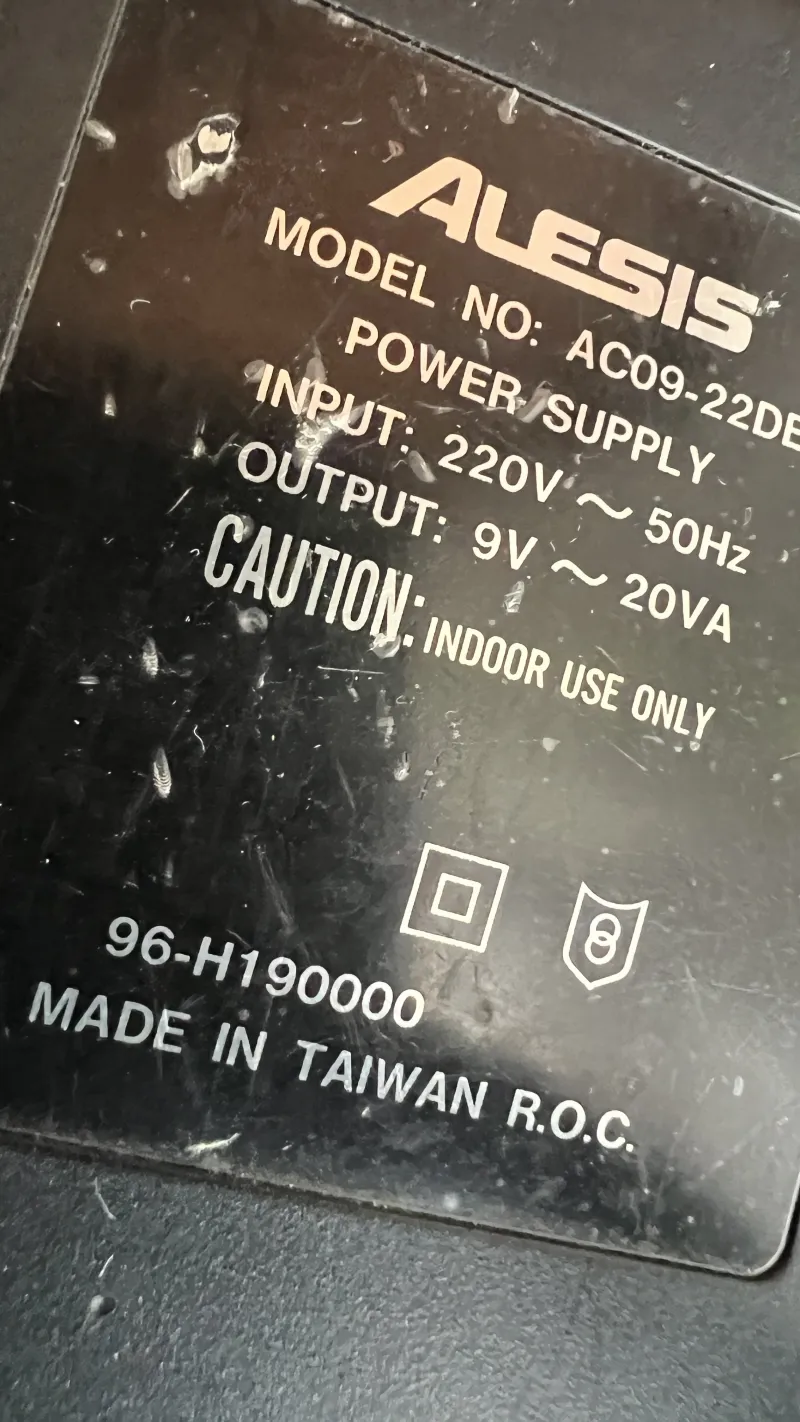 ALESIS
MODEL NO: AC09-22DE
POWER SUPPLY
INPUT: 220V ~ 50Hz
OUTPUT: 9V ~ 20VA
CAUTION: INDOOR USE ONLY
96-H190000
MADE IN TAIWAN R.O.C.